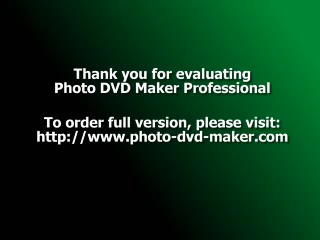 Thank you for evaluating
Photo DVD Maker Professional
To order full version, please visit:
http://www.photo-dvd-maker.com